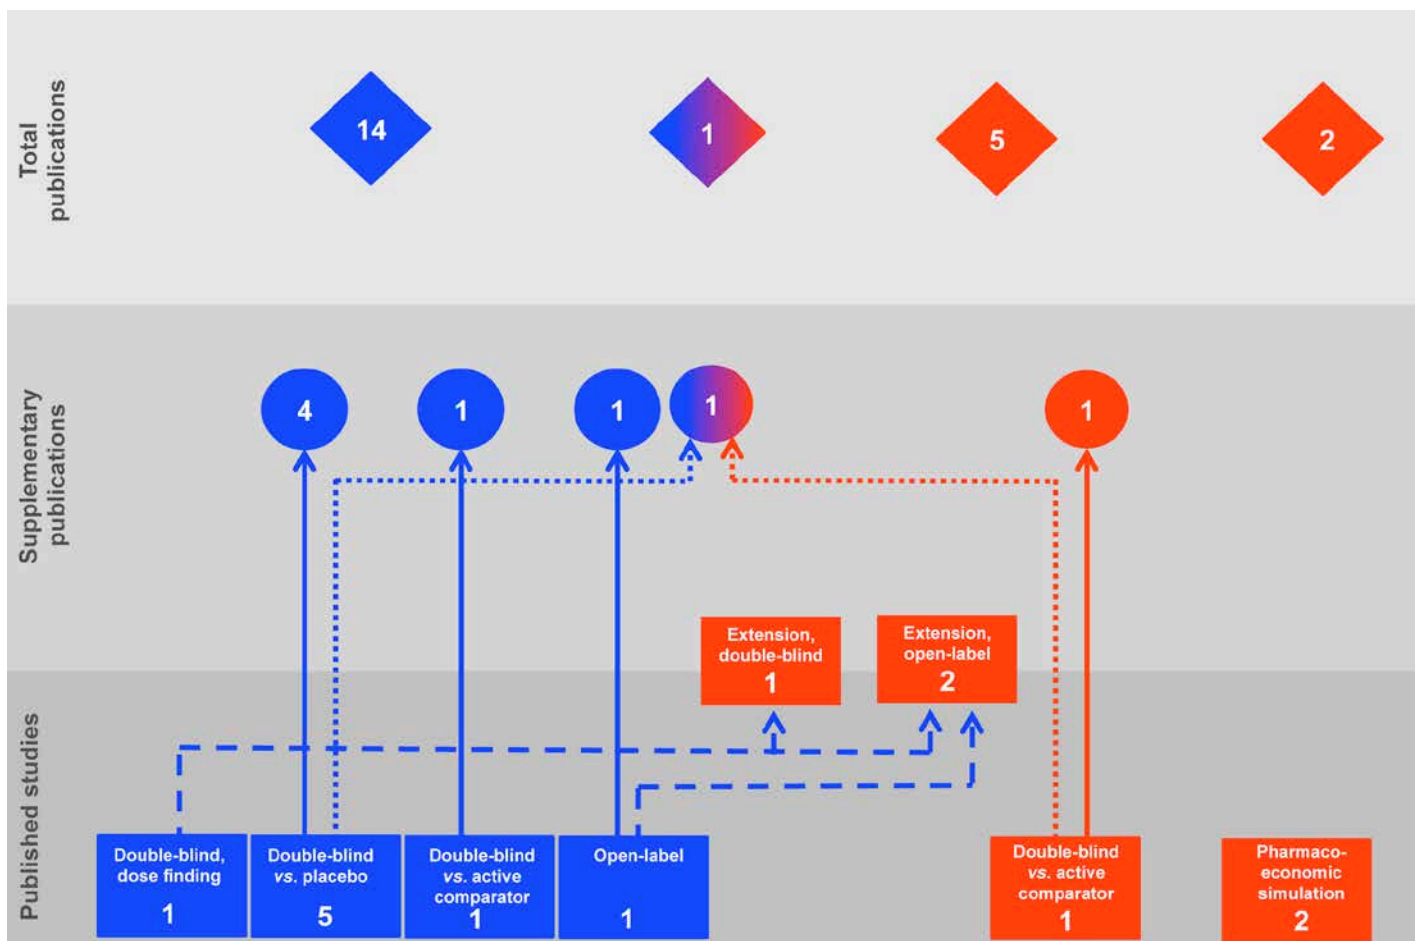 Total
publications
14
1
5
2
Supplementary
publications
4
1
1
1
1
Extension,
double-blind
1
Extension,
open-label
2
Published studies
Double-blind,
dose finding
1
Double-blind
vs. placebo
5
Double-blind
vs. active
comparator
1
Open-label
1
Double-blind
vs. active
comparator
1
Pharmaco-
economic
simulation
2